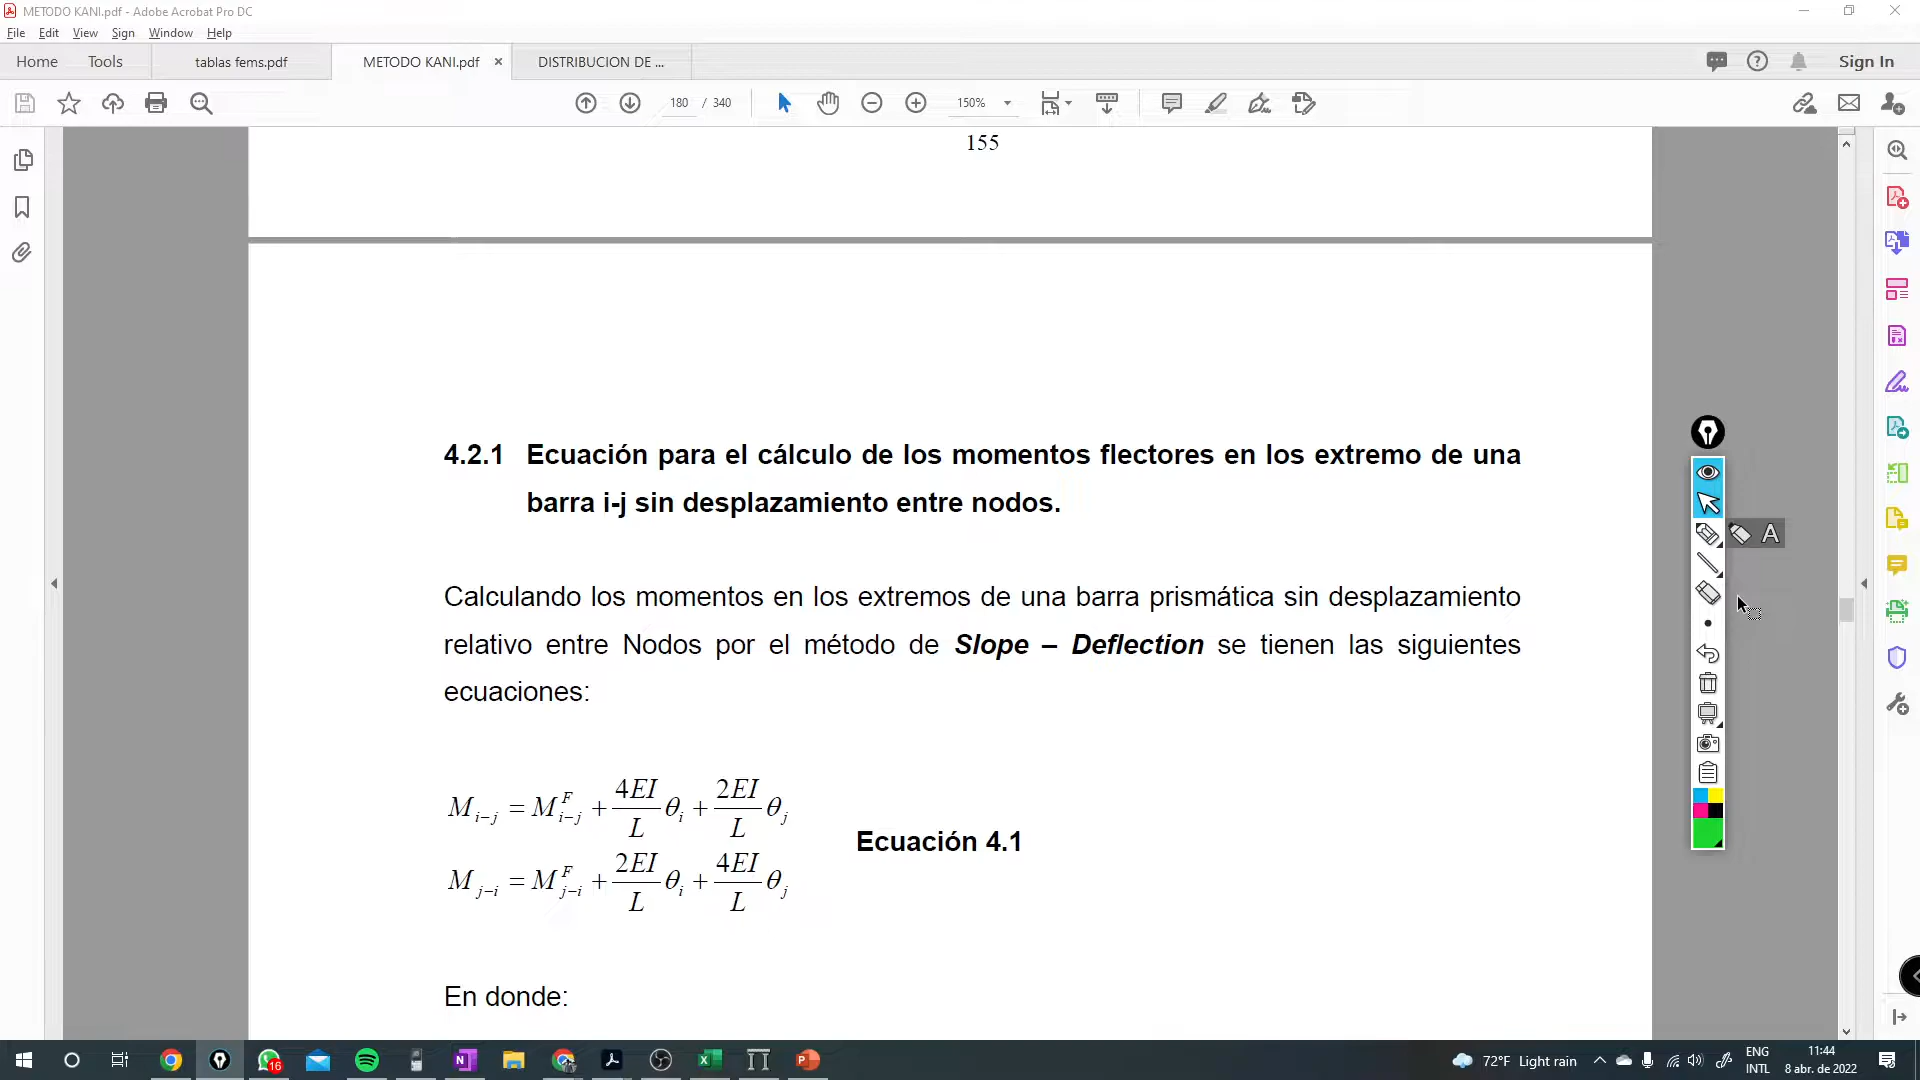 METODO KANI.pdf - Adobe Acrobat Pro DC
File Edit View Sign Window Help
Home Tools tablas fems.pdf METODO KANI.pdf × DISTRIBUCION DE ... Sign In
180 / 340 150%
155
4.2.1 Ecuación para el cálculo de los momentos flectores en los extremo de una
barra i-j sin desplazamiento entre nodos.
A
Calculando los momentos en los extremos de una barra prismática sin desplazamiento
relativo entre Nodos por el método de Slope – Deflection se tienen las siguientes
ecuaciones:
M_{i-j} = M^F_{i-j} + \frac{4EI}{L}θ_i + \frac{2EI}{L}θ_j
Ecuación 4.1
M_{j-i} = M^F_{j-i} + \frac{2EI}{L}θ_i + \frac{4EI}{L}θ_j
En donde:
16
72°F Light rain
ENG
INTL
11:44
8 abr. de 2022